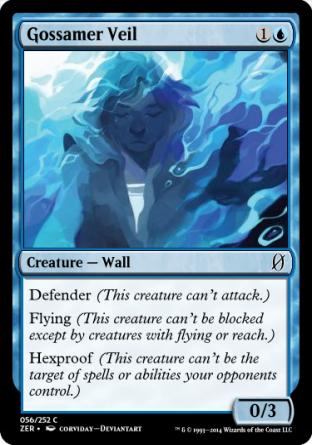 Gossamer Veil 1
Creature — Wall
Defender (This creature can't attack.)
Flying (This creature can't be blocked
except by creatures with flying or reach.)
Hexproof (This creature can't be the
target of spells or abilities your opponents
control.)
0/3
056/252 C
ZER • CORVIDAY-DEVIANTART
™ & © 1993–2014 Wizards of the Coast LLC